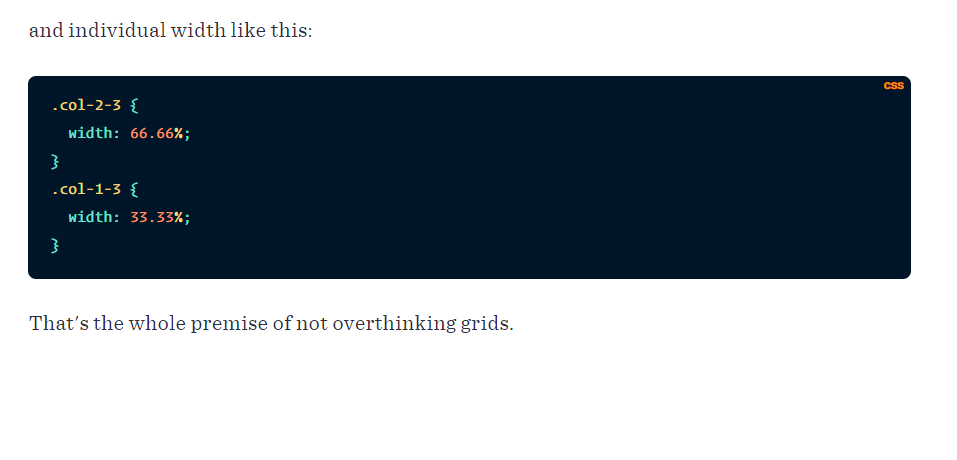 and individual width like this:
css
.col-2-3 {
  width: 66.66%;
}
.col-1-3 {
  width: 33.33%;
}
That's the whole premise of not overthinking grids.